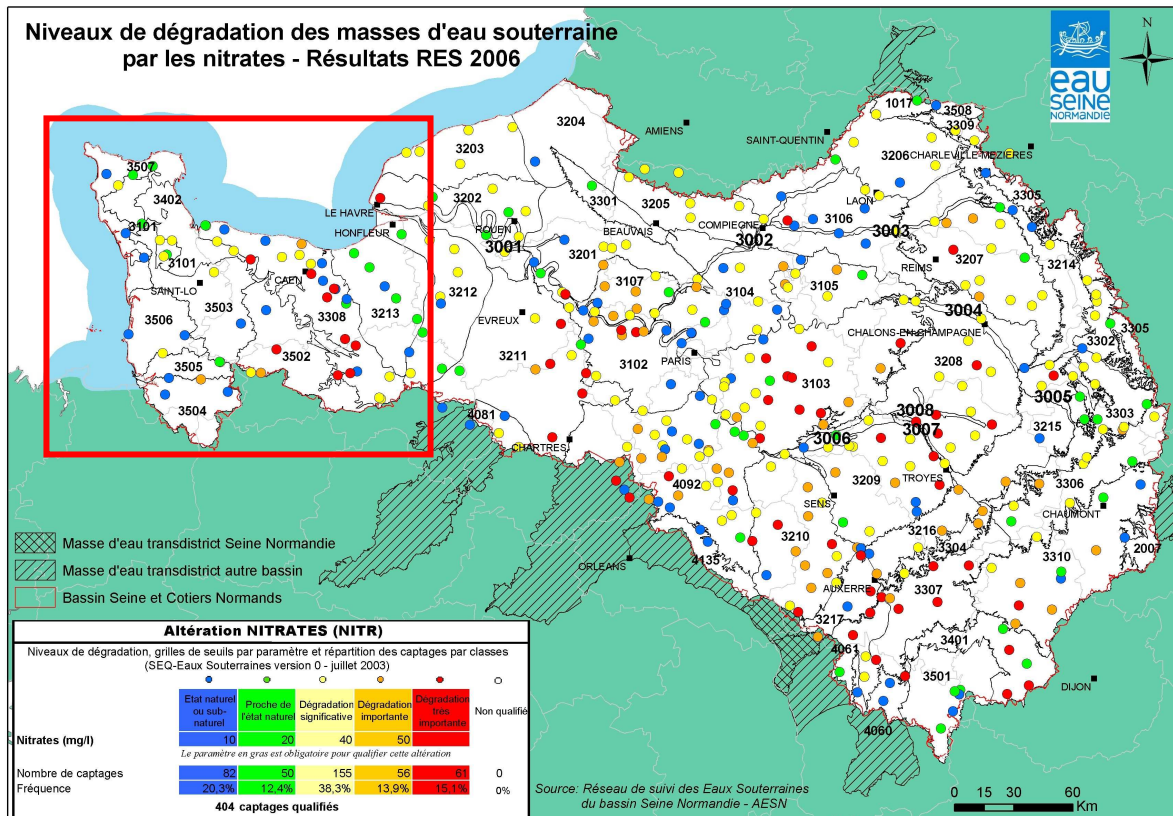 Niveaux de dégradation des masses d'eau souterraine
par les nitrates - Résultats RES 2006
eau
SEINE
NORMANDIE
N
1017
3508
3309
3204
AMIENS
SAINT-QUENTIN
3203
3206
CHARLEVILLE-MEZIERES
3507
3402
LE HAVRE
3202
3301
3205
LAON
3305
HONFLEUR
ROUEN
BEAUVAIS
COMPIEGNE
3106
3101
3001
3002
3003
3101
CAEN
3201
REIMS
3207
3214
SAINT-LO
3107
3104
3105
3503
3212
3004
3506
3308
3213
EVREUX
CHALONS-EN-CHAMPAGNE
3305
3302
3211
PARIS
3502
3102
3103
3208
3505
3005
3504
4081
3008
3303
3006
3007
3215
CHARTRES
TROYES
4092
3209
3306
SENS
CHAUMONT
3210
3216
3304
2007
4135
3310
ORLEANS
AUXERRE
3307
3217
4061
3401
3501
DIJON
4060
Masse d'eau transdistrict Seine Normandie
Masse d'eau transdistrict autre bassin
Bassin Seine et Cotiers Normands
Altération NITRATES (NITR)
Niveaux de dégradation, grilles de seuils par paramètre et répartition des captages par classes
(SEQ-Eaux Souterraines version 0 - juillet 2003)
Etat naturel ou sub-naturel Proche de l'état naturel Dégradation significative Dégradation importante Dégradation très importante Non qualifié
Nitrates (mg/l) 10 20 40 50
Le paramètre en gras est obligatoire pour qualifier cette altération
Nombre de captages 82 50 155 56 61 0
Fréquence 20,3% 12,4% 38,3% 13,9% 15,1% 0%
404 captages qualifiés
Source: Réseau de suivi des Eaux Souterraines
du bassin Seine Normandie - AESN
0 15 30 60
Km